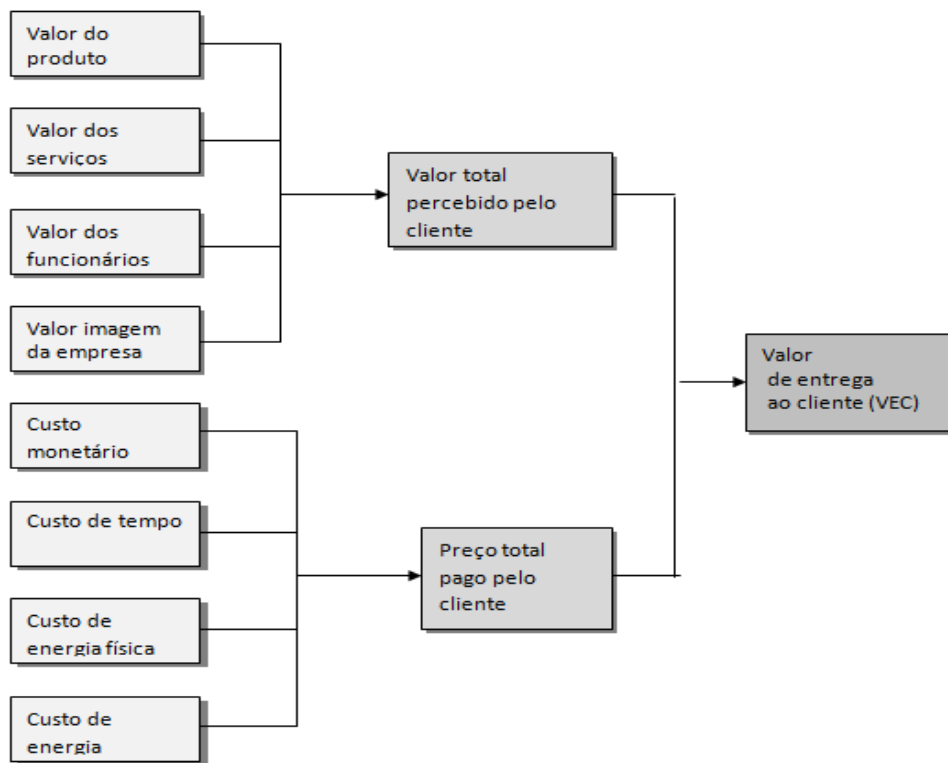 Valor do
produto
Valor dos
serviços
Valor dos
funcionários
Valor imagem
da empresa
Custo
monetário
Custo de tempo
Custo de
energia física
Custo de
energia
Valor total
percebido pelo
cliente
Preço total
pago pelo
cliente
Valor
de entrega
ao cliente (VEC)